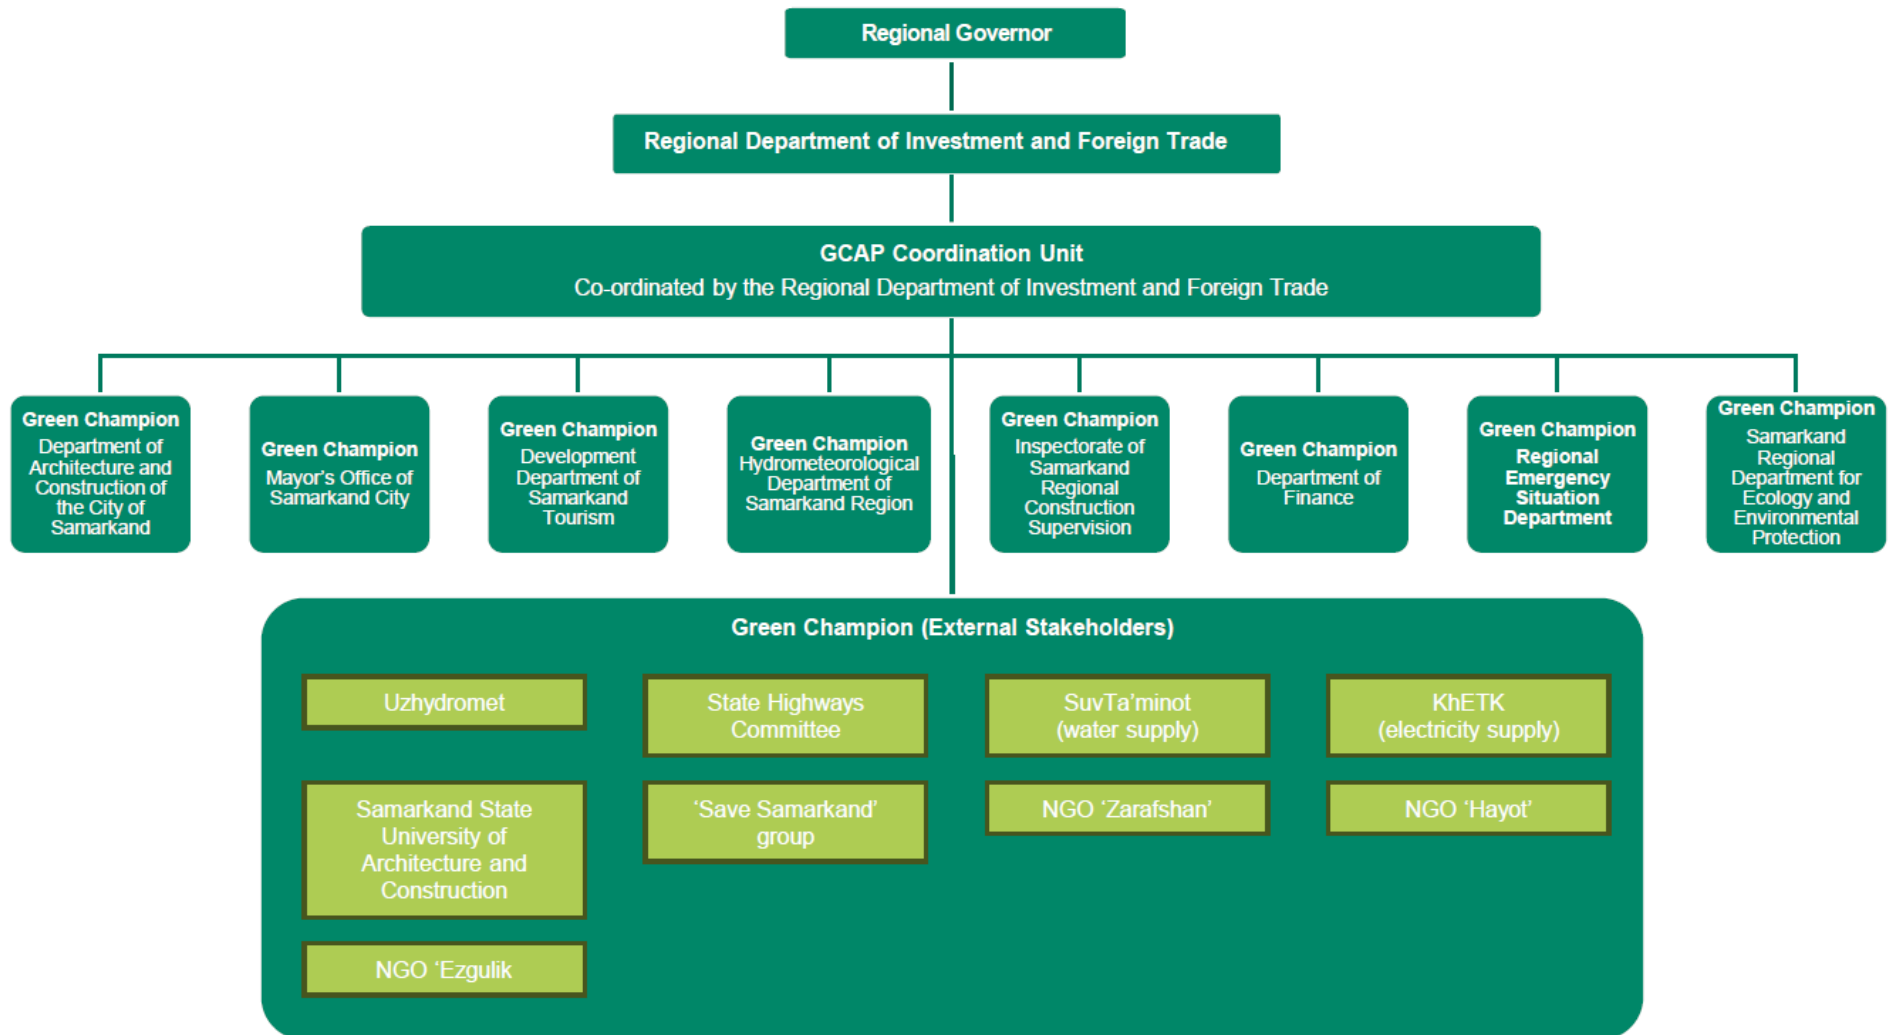 Regional Governor
Regional Department of Investment and Foreign Trade
GCAP Coordination Unit
Co-ordinated by the Regional Department of Investment and Foreign Trade
Green Champion
Department of
Architecture and
Construction of
the City of
Samarkand
Green Champion
Mayor's Office of
Samarkand City
Green Champion
Development
Department of
Samarkand
Tourism
Green Champion
Hydrometeorological
Department of
Samarkand Region
Green Champion
Inspectorate of
Samarkand
Regional
Construction
Supervision
Green Champion
Department of
Finance
Green Champion
Regional
Emergency
Situation
Department
Green Champion
Samarkand
Regional
Department for
Ecology and
Environmental
Protection
Green Champion (External Stakeholders)
Uzhydromet
State Highways
Committee
SuvTa'minot
(water supply)
KhETK
(electricity supply)
Samarkand State
University of
Architecture and
Construction
‘Save Samarkand’
group
NGO ‘Zarafshan’
NGO ‘Hayot’
NGO ‘Ezgulik